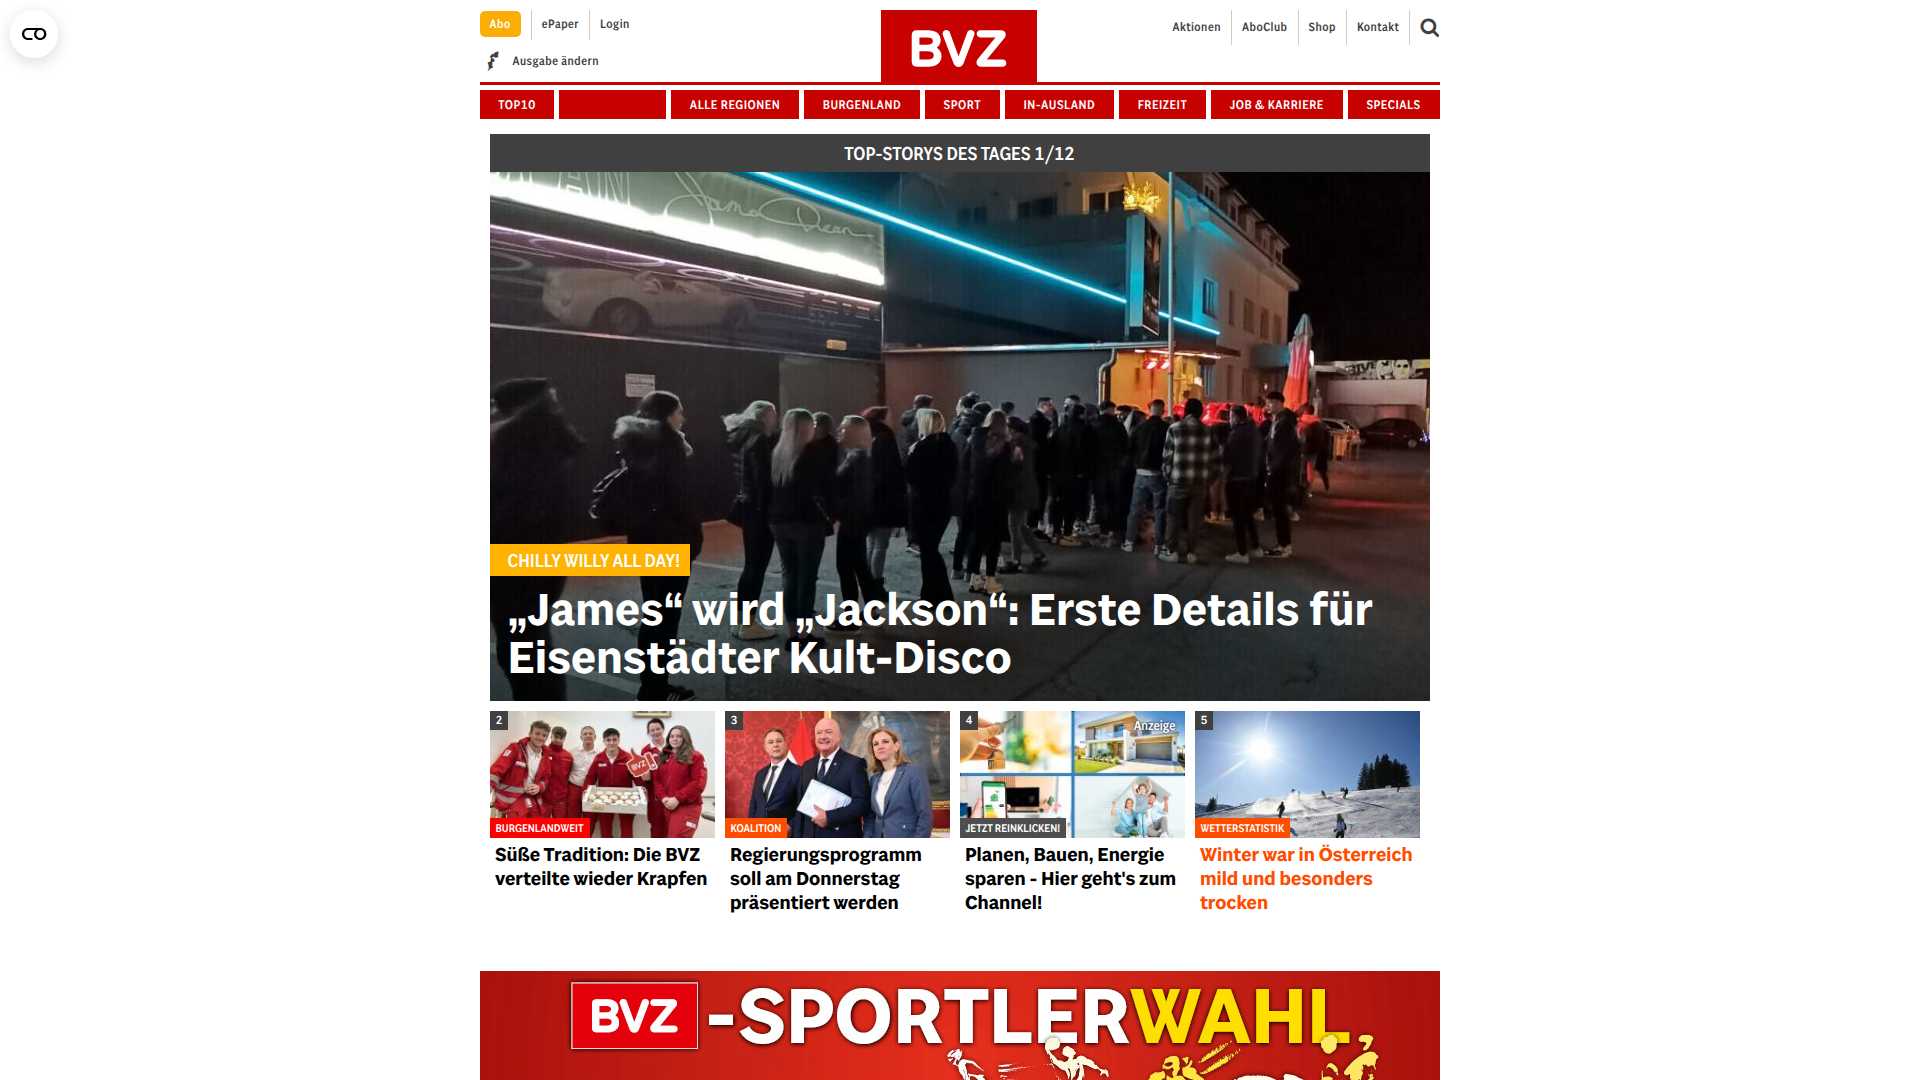 Abo
ePaper
Login
Ausgabe ändern
BVZ
Aktionen
AboClub
Shop
Kontakt
TOP10
ALLE REGIONEN
BURGENLAND
SPORT
IN-AUSLAND
FREIZEIT
JOB & KARRIERE
SPECIALS
TOP-STORYS DES TAGES 1/12
James Dean
CHILLY WILLY ALL DAY!
„James“ wird „Jackson“: Erste Details für
Eisenstädter Kult-Disco
2
BVZ
BURGENLANDWEIT
Süße Tradition: Die BVZ
verteilte wieder Krapfen
3
KOALITION
Regierungsprogramm
soll am Donnerstag
präsentiert werden
4
Anzeige
JETZT REINKLICKEN!
Planen, Bauen, Energie
sparen - Hier geht's zum
Channel!
5
WETTERSTATISTIK
Winter war in Österreich
mild und besonders
trocken
BVZ -SPORTLERWAHL